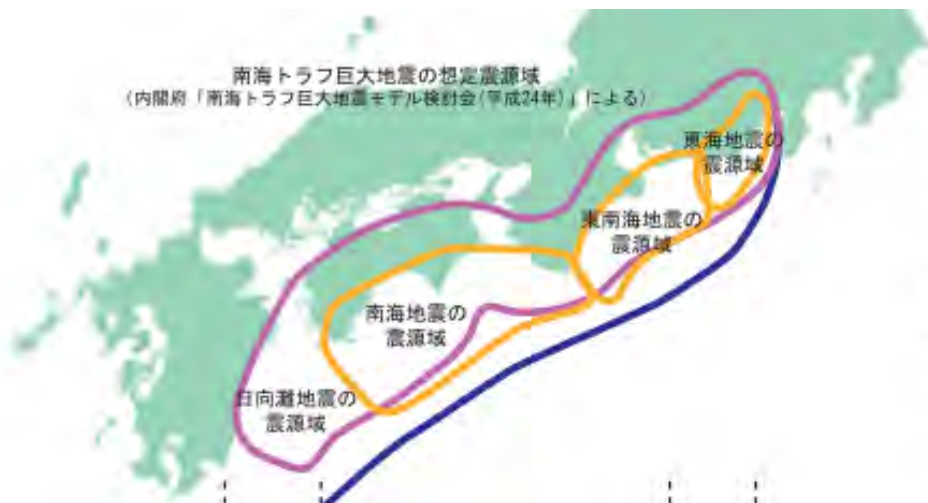 南海トラフ巨大地震の想定震源域
(内閣府「南海トラフ巨大地震モデル検討会(平成24年)」による)
東海地震の
震源域
東南海地震の
震源域
南海地震の
震源域
日向灘地震の
震源域